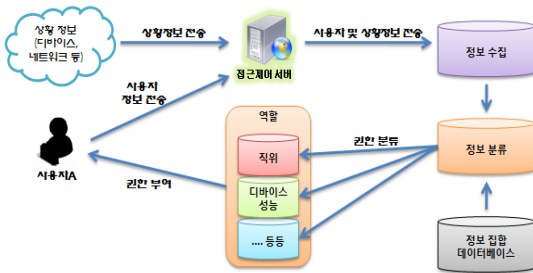 상황 정보
(디바이스,
네트워크 등)
상황정보 전송
접근제어 서버
사용자 및 상황정보 전송
정보 수집
사용자
정보 전송
사용자A
권한 부여
역할
직위
디바이스
성능
.... 등등
권한 분류
정보 분류
정보 집합
데이터베이스